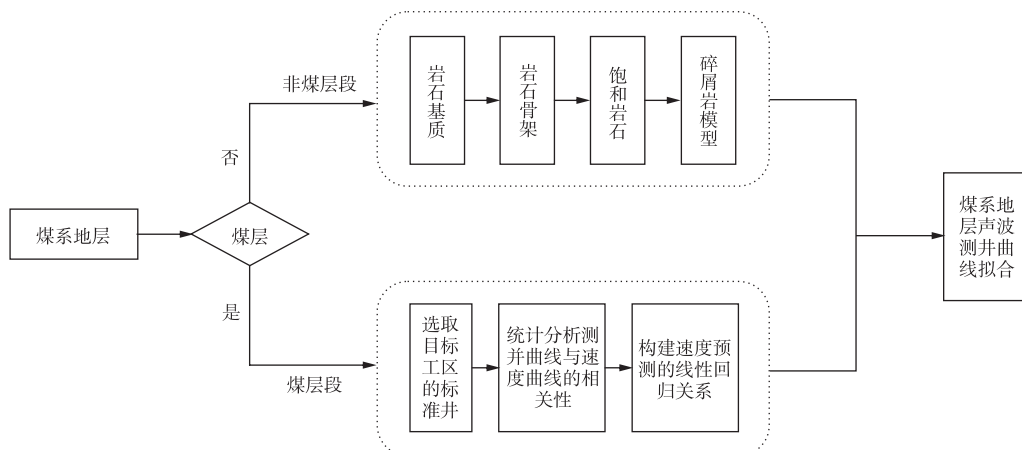 煤系地层
煤层
否
非煤层段
岩石基质
岩石骨架
饱和岩石
碎屑岩模型
是
煤层段
选取
目标
工区
的标
准井
统计分析测
井曲线与速
度曲线的相
关性
构建速度预
测的线性回
归关系
煤系地
层声波
测井曲
线拟合